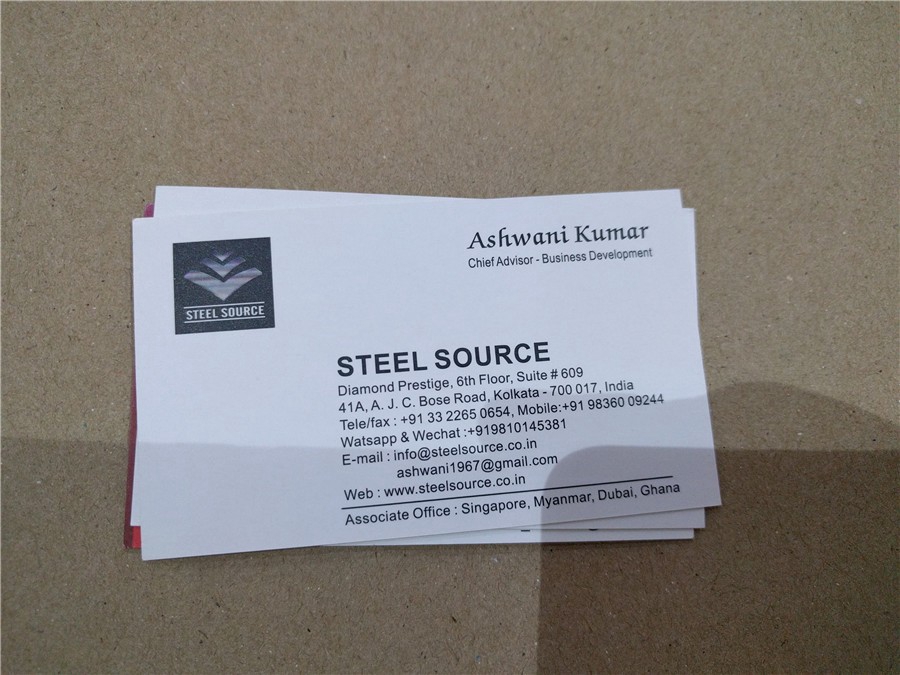 STEEL SOURCE
Ashwani Kumar
Chief Advisor - Business Development
STEEL SOURCE
Diamond Prestige, 6th Floor, Suite # 609
41A, A. J. C. Bose Road, Kolkata - 700 017, India
Tele/fax : +91 33 2265 0654, Mobile:+91 98360 09244
Watsapp & Wechat :+919810145381
E-mail : info@steelsource.co.in
ashwani1967@gmail.com
Web : www.steelsource.co.in
Associate Office : Singapore, Myanmar, Dubai, Ghana